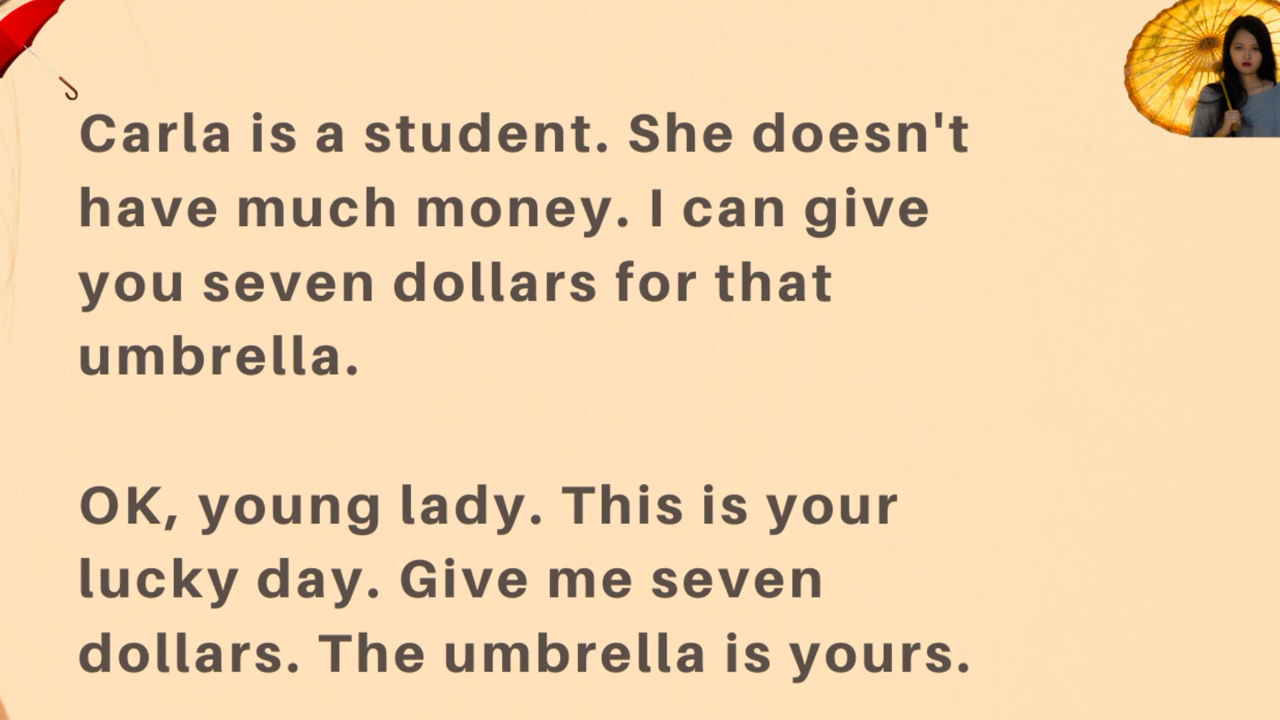 Carla is a student. She doesn't
have much money. I can give
you seven dollars for that
umbrella.
OK, young lady. This is your
lucky day. Give me seven
dollars. The umbrella is yours.